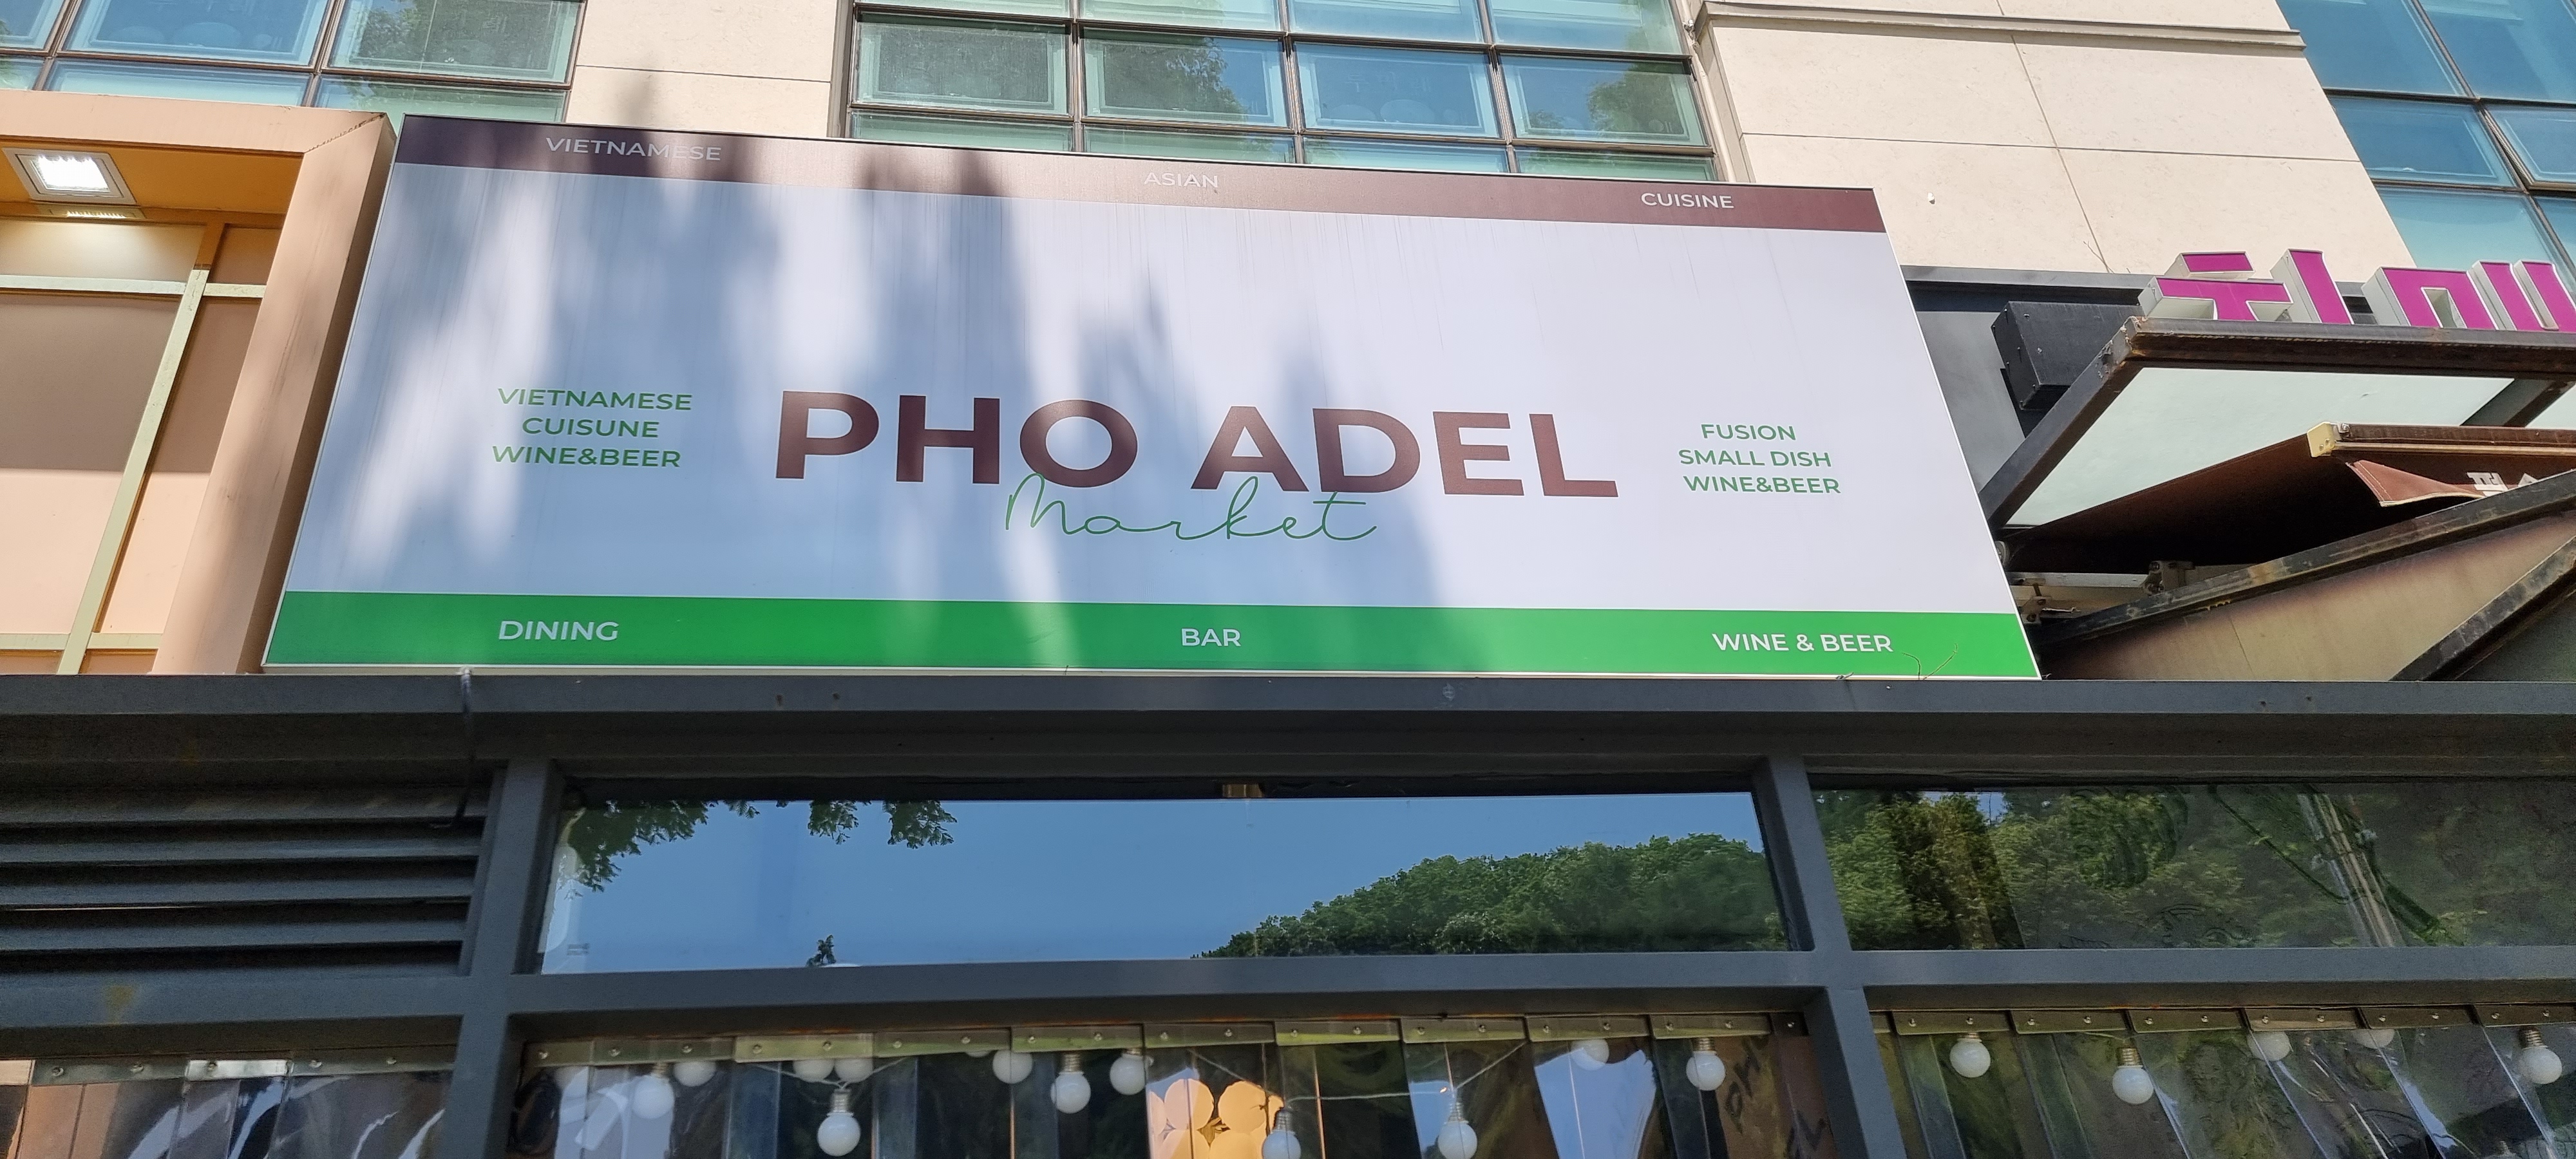 VIETNAMESE
ASIAN
CUISINE
VIETNAMESE
CUISUNE
WINE&BEER
PHO ADEL
Market
FUSION
SMALL DISH
WINE&BEER
DINING
BAR
WINE & BEER